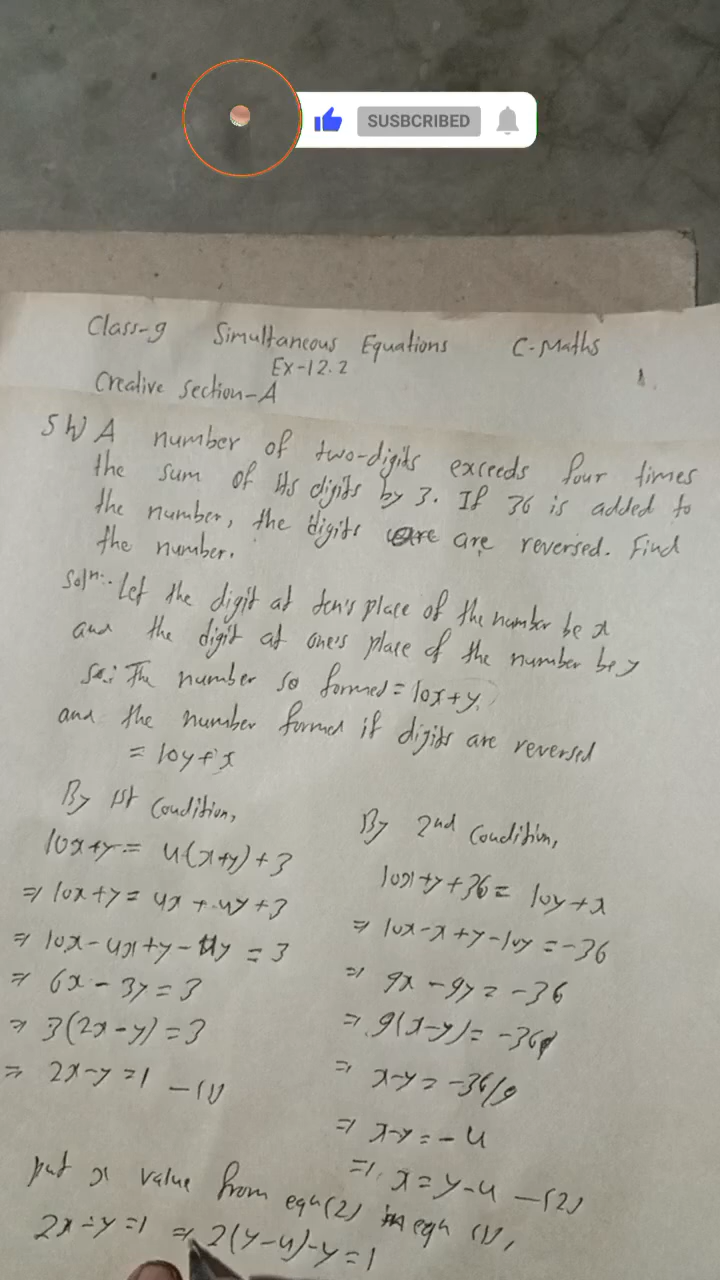 SUSBCRIBED
Class-9 Simultaneous Equations C-Maths
Ex-12.2
Creative Section-A
A number of two-digits exceeds four times
the sum of its digits by 3. If 36 is added to
the number, the digits are are reversed. Find
the number.
Soln:- Let the digit at ten's place of the number be x
and the digit at one's place of the number be y
The number so formed = 10x+y
and the number formed if digits are reversed
= 10y+x
By 1st Condition,
10x+y = 4(x+y)+3
⇒ 10x+y = 4x+4y+3
⇒ 10x-4x+y-4y = 3
⇒ 6x-3y=3
⇒ 3(2x-y)=3
⇒ 2x-y=1 -(1)
By 2nd Condition,
10x+y+36 = 10y+x
⇒ 10x-x+y-10y = -36
⇒ 9x-9y = -36
⇒ 9(x-y) = -36
⇒ x-y = -36/9
⇒ x-y = -4
⇒ x = y-4 -(2)
put x value from eqn(2) in eqn (1),
2x-y=1 ⇒ 2(y-4)-y=1